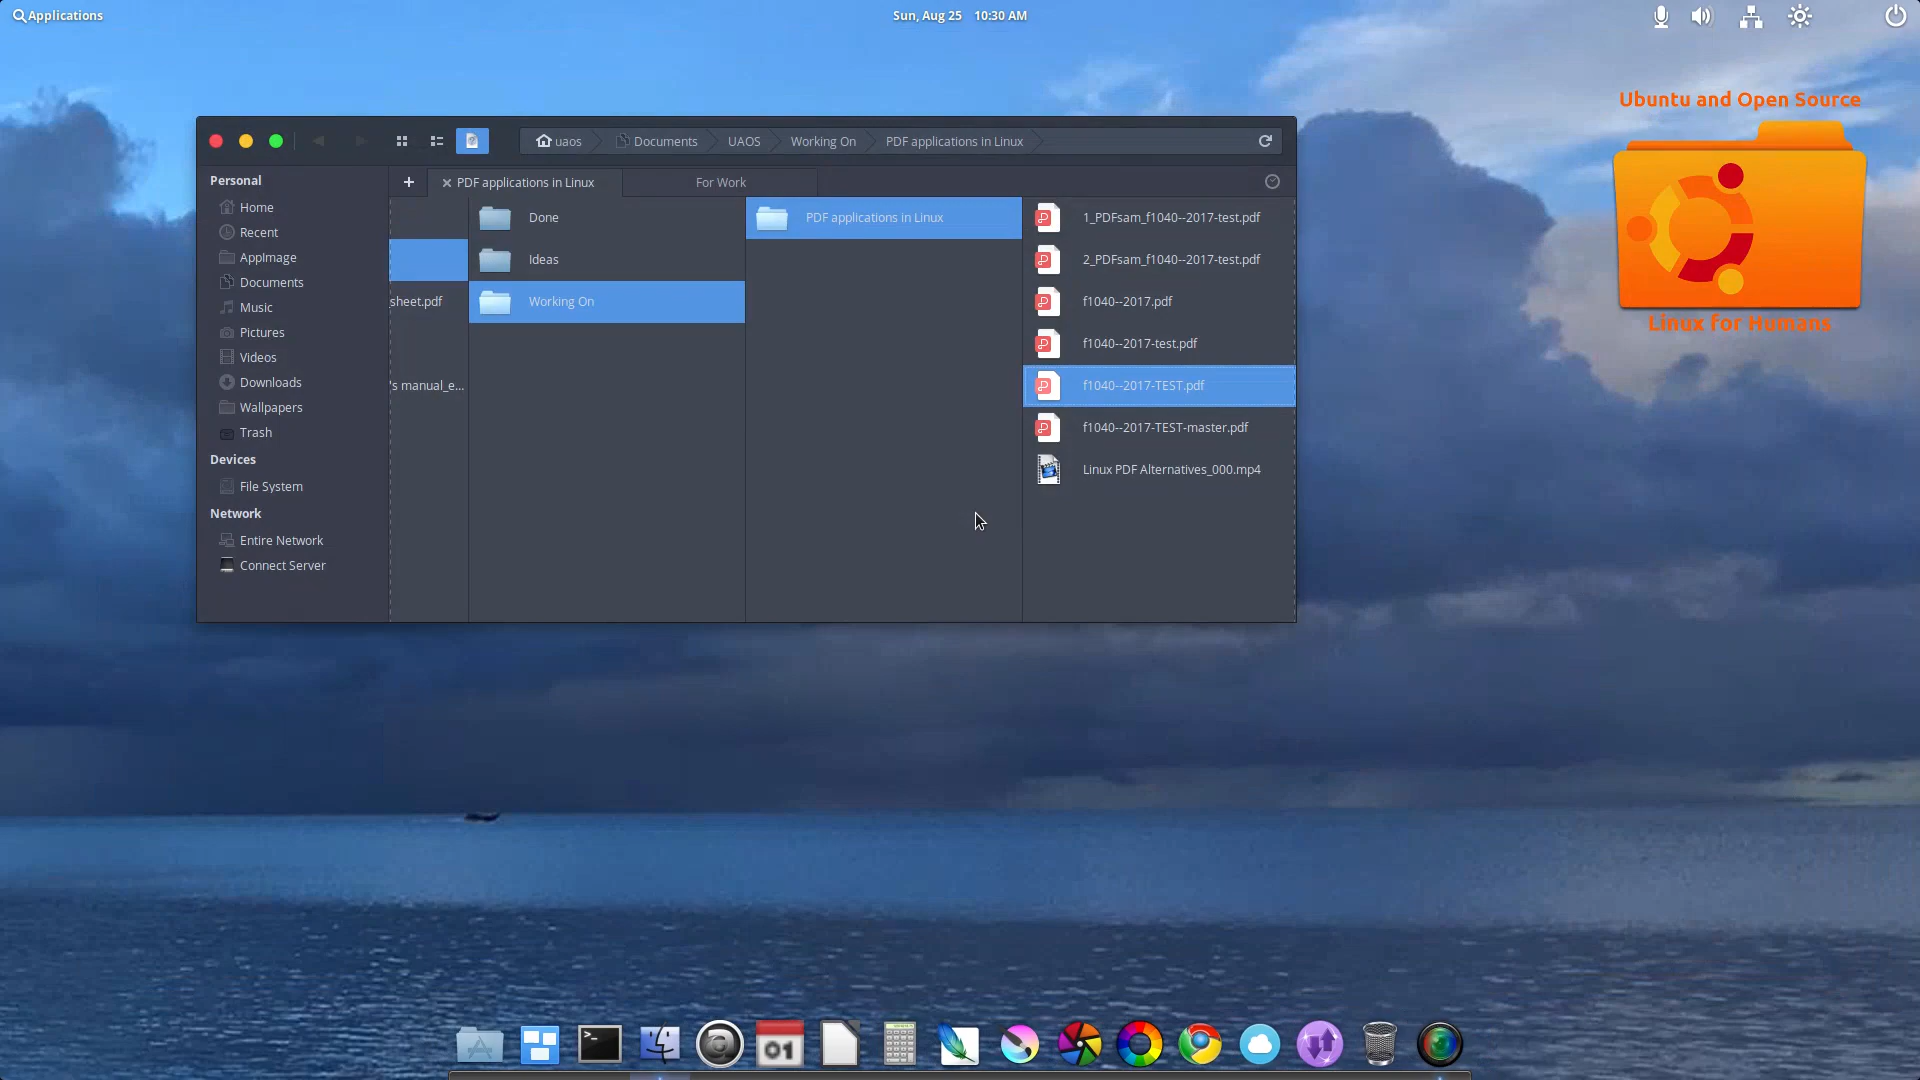 Applications
Sun, Aug 25 10:30 AM
Ubuntu and Open Source
Linux for Humans
uaos
Documents
UAOS
Working On
PDF applications in Linux
PDF applications in Linux
For Work
Personal
Home
Recent
AppImage
Documents
Music
Pictures
Videos
Downloads
Wallpapers
Trash
Devices
File System
Network
Entire Network
Connect Server
sheet.pdf
's manual_e...
Done
Ideas
Working On
PDF applications in Linux
1_PDFsam_f1040--2017-test.pdf
2_PDFsam_f1040--2017-test.pdf
f1040--2017.pdf
f1040--2017-test.pdf
f1040--2017-TEST.pdf
f1040--2017-TEST-master.pdf
Linux PDF Alternatives_000.mp4
>_
01